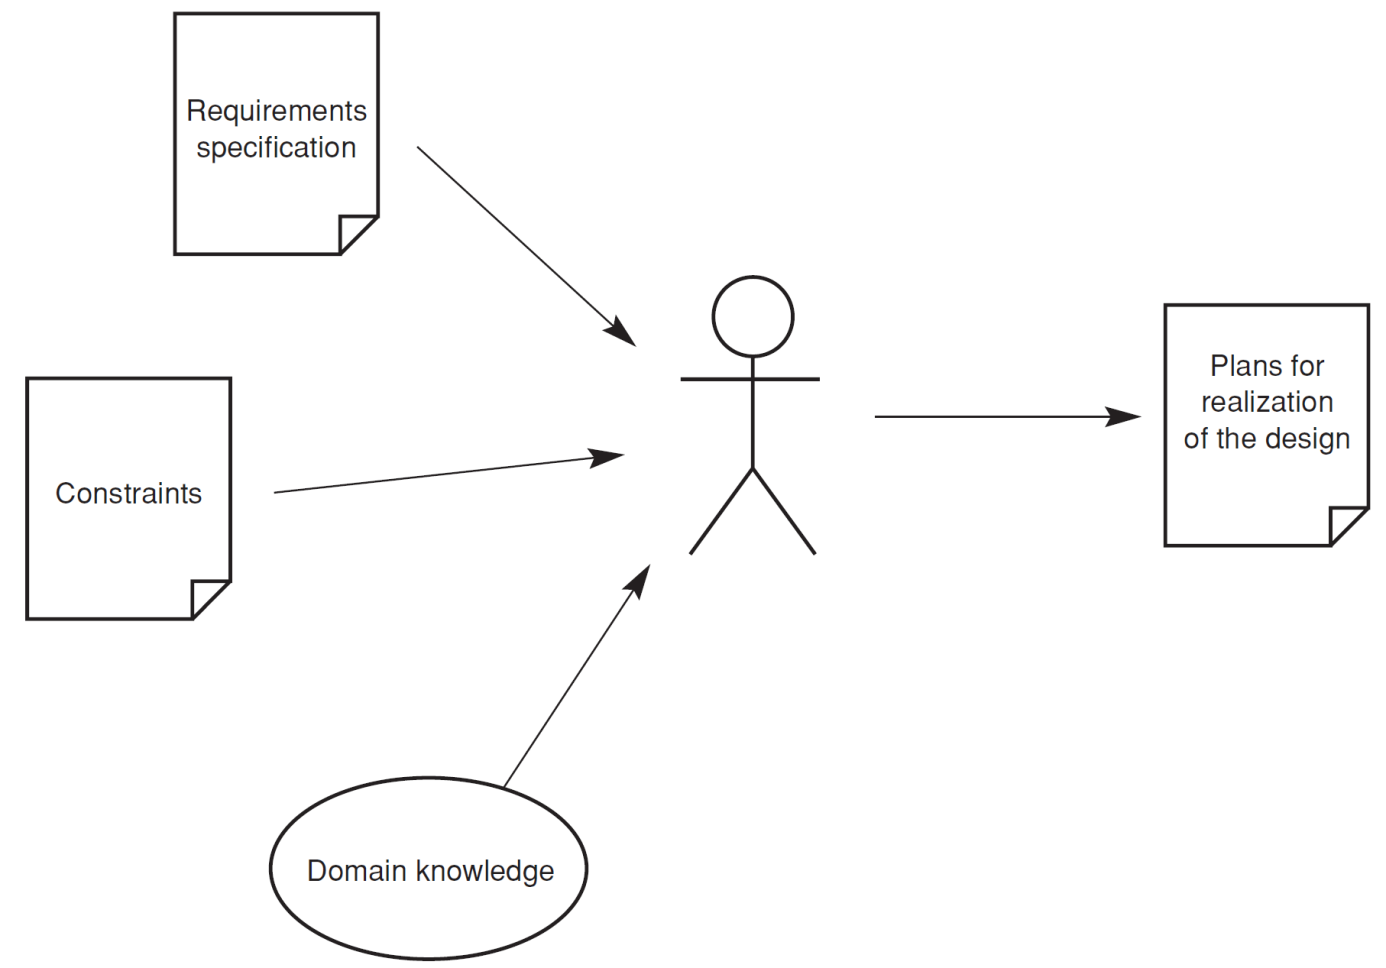 Requirements
specification
Constraints
Domain knowledge
Plans for
realization
of the design